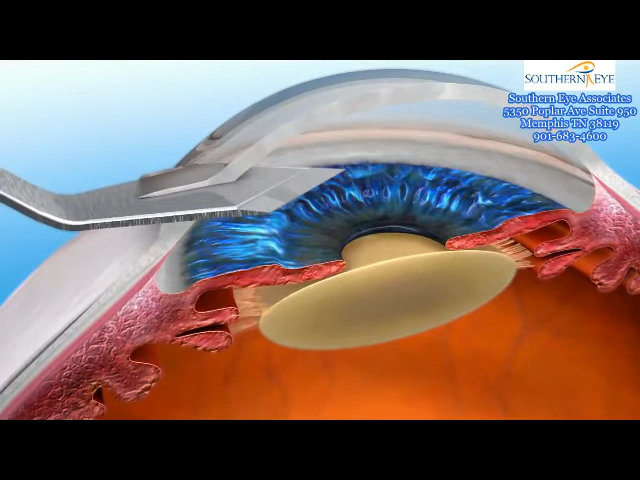 SOUTHERN EYE
Southern Eye Associates
5350 Poplar Ave Suite 950
Memphis TN 38119
901-683-4600